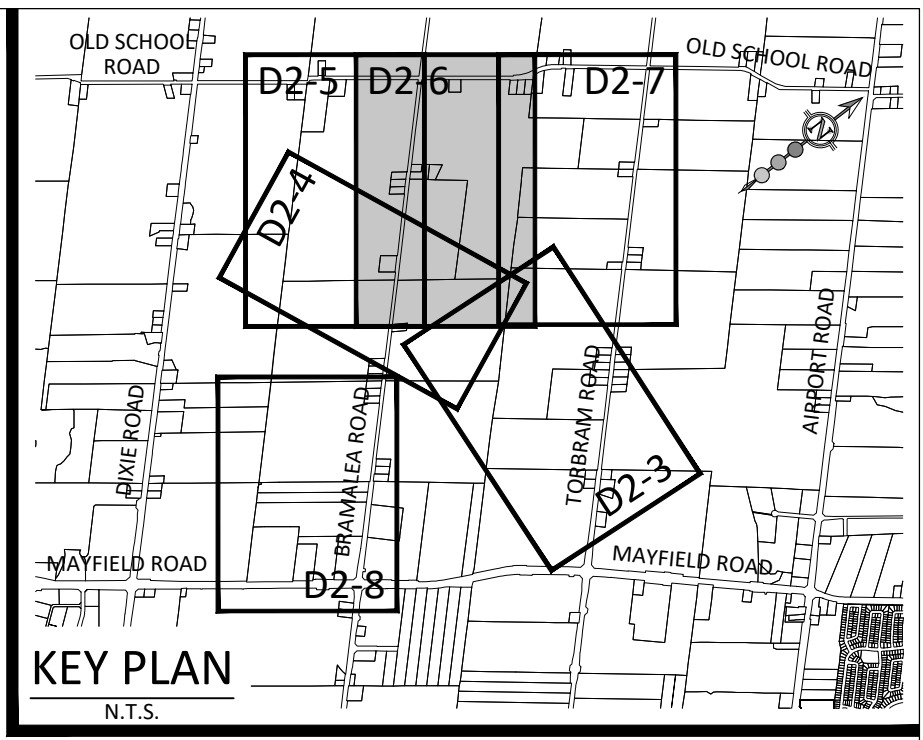 OLD SCHOOL
ROAD
OLD SCHOOL ROAD
D2-5
D2-6
D2-7
N
D2-4
DIXIE ROAD
BRAMALEA ROAD
TORBRAM ROAD
AIRPORT ROAD
D2-3
MAYFIELD ROAD
MAYFIELD ROAD
D2-8
KEY PLAN
N.T.S.